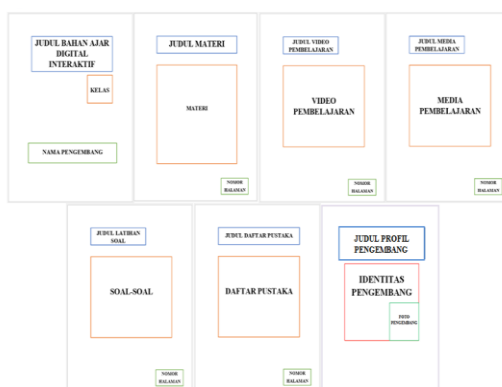 JUDUL BAHAN AJAR
DIGITAL
INTERAKTIF
KELAS
NAMA PENGEMBANG
JUDUL MATERI
MATERI
NOMOR
HALAMAN
JUDUL VIDEO
PEMBELAJARAN
VIDEO
PEMBELAJARAN
NOMOR
HALAMAN
JUDUL MEDIA
PEMBELAJARAN
MEDIA
PEMBELAJARAN
NOMOR
HALAMAN
JUDUL LATIHAN
SOAL
SOAL-SOAL
NOMOR
HALAMAN
JUDUL DAFTAR PUSTAKA
DAFTAR PUSTAKA
NOMOR
HALAMAN
JUDUL PROFIL
PENGEMBANG
IDENTITAS
PENGEMBANG
FOTO
PENGEMBANG